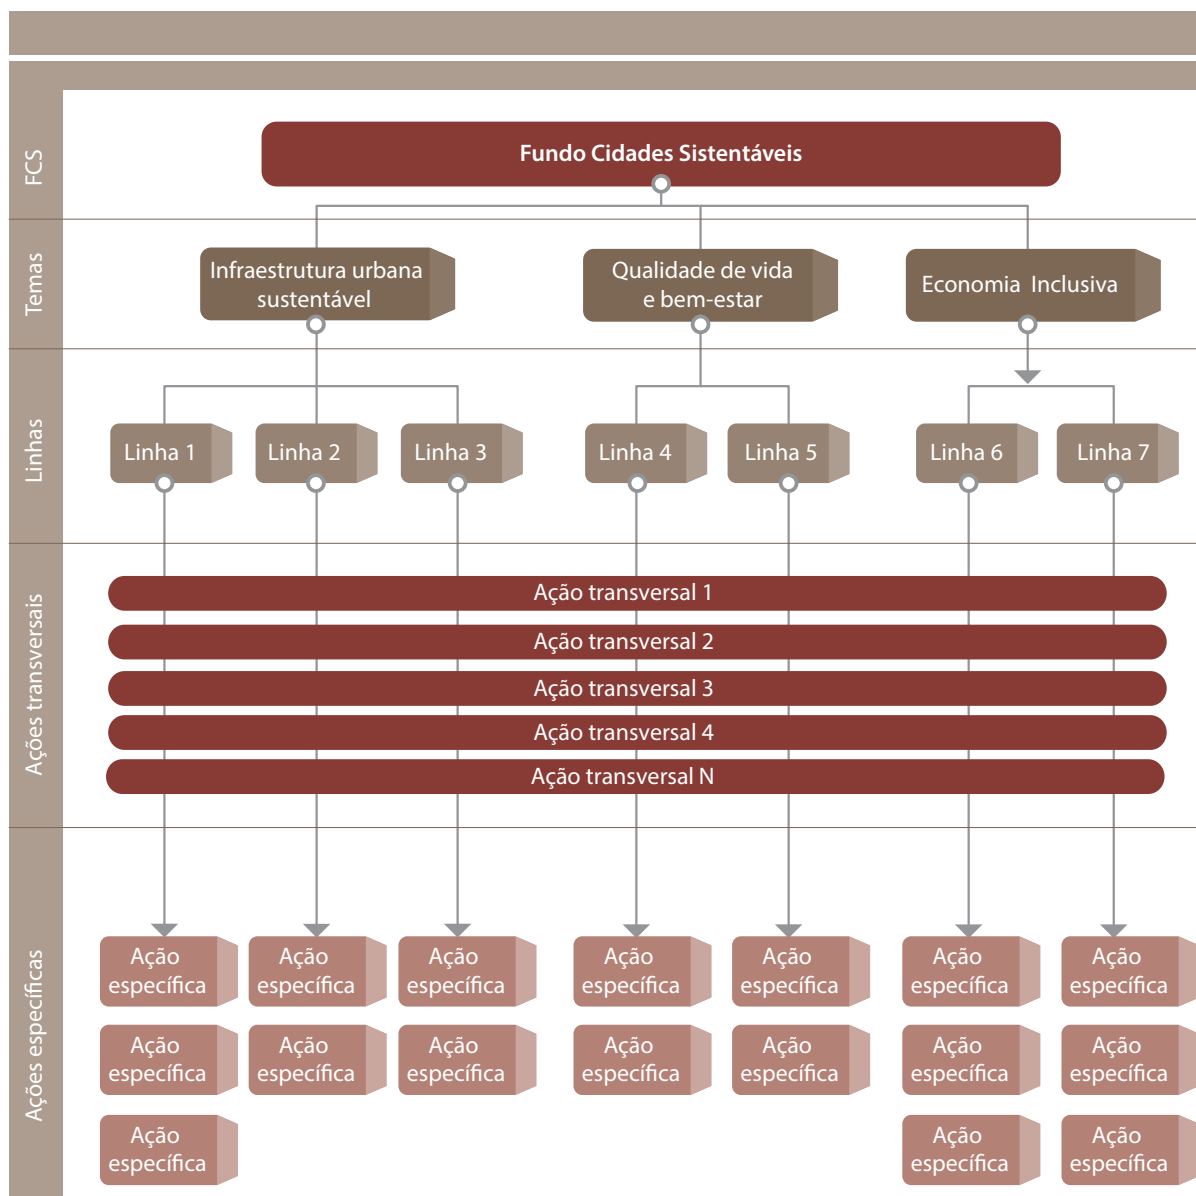 FCS
Fundo Cidades Sistentáveis
Temas
Infraestrutura urbana
sustentável
Qualidade de vida
e bem-estar
Economia Inclusiva
Linhas
Linha 1
Linha 2
Linha 3
Linha 4
Linha 5
Linha 6
Linha 7
Ações transversais
Ação transversal 1
Ação transversal 2
Ação transversal 3
Ação transversal 4
Ação transversal N
Ações específicas
Ação
específica
Ação
específica
Ação
específica
Ação
específica
Ação
específica
Ação
específica
Ação
específica
Ação
específica
Ação
específica
Ação
específica
Ação
específica
Ação
específica
Ação
específica
Ação
específica
Ação
específica
Ação
específica
Ação
específica